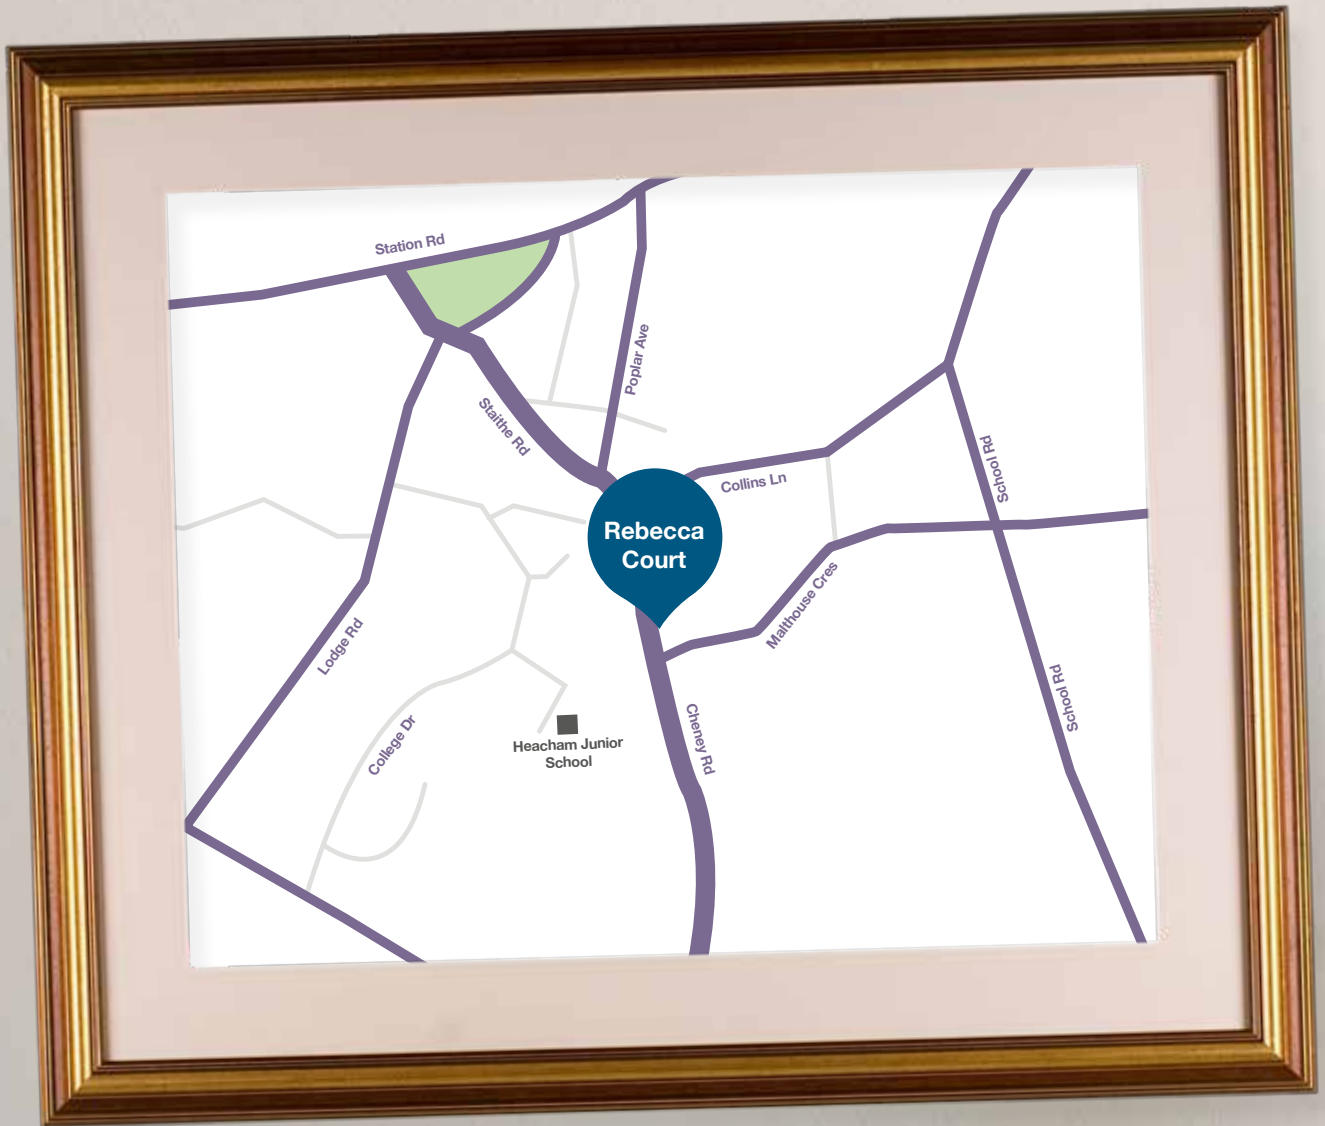 Station Rd
Poplar Ave
Staithe Rd
Collins Ln
School Rd
Rebecca
Court
Malthouse Cres
Lodge Rd
School Rd
Cheney Rd
College Dr
Heacham Junior
School